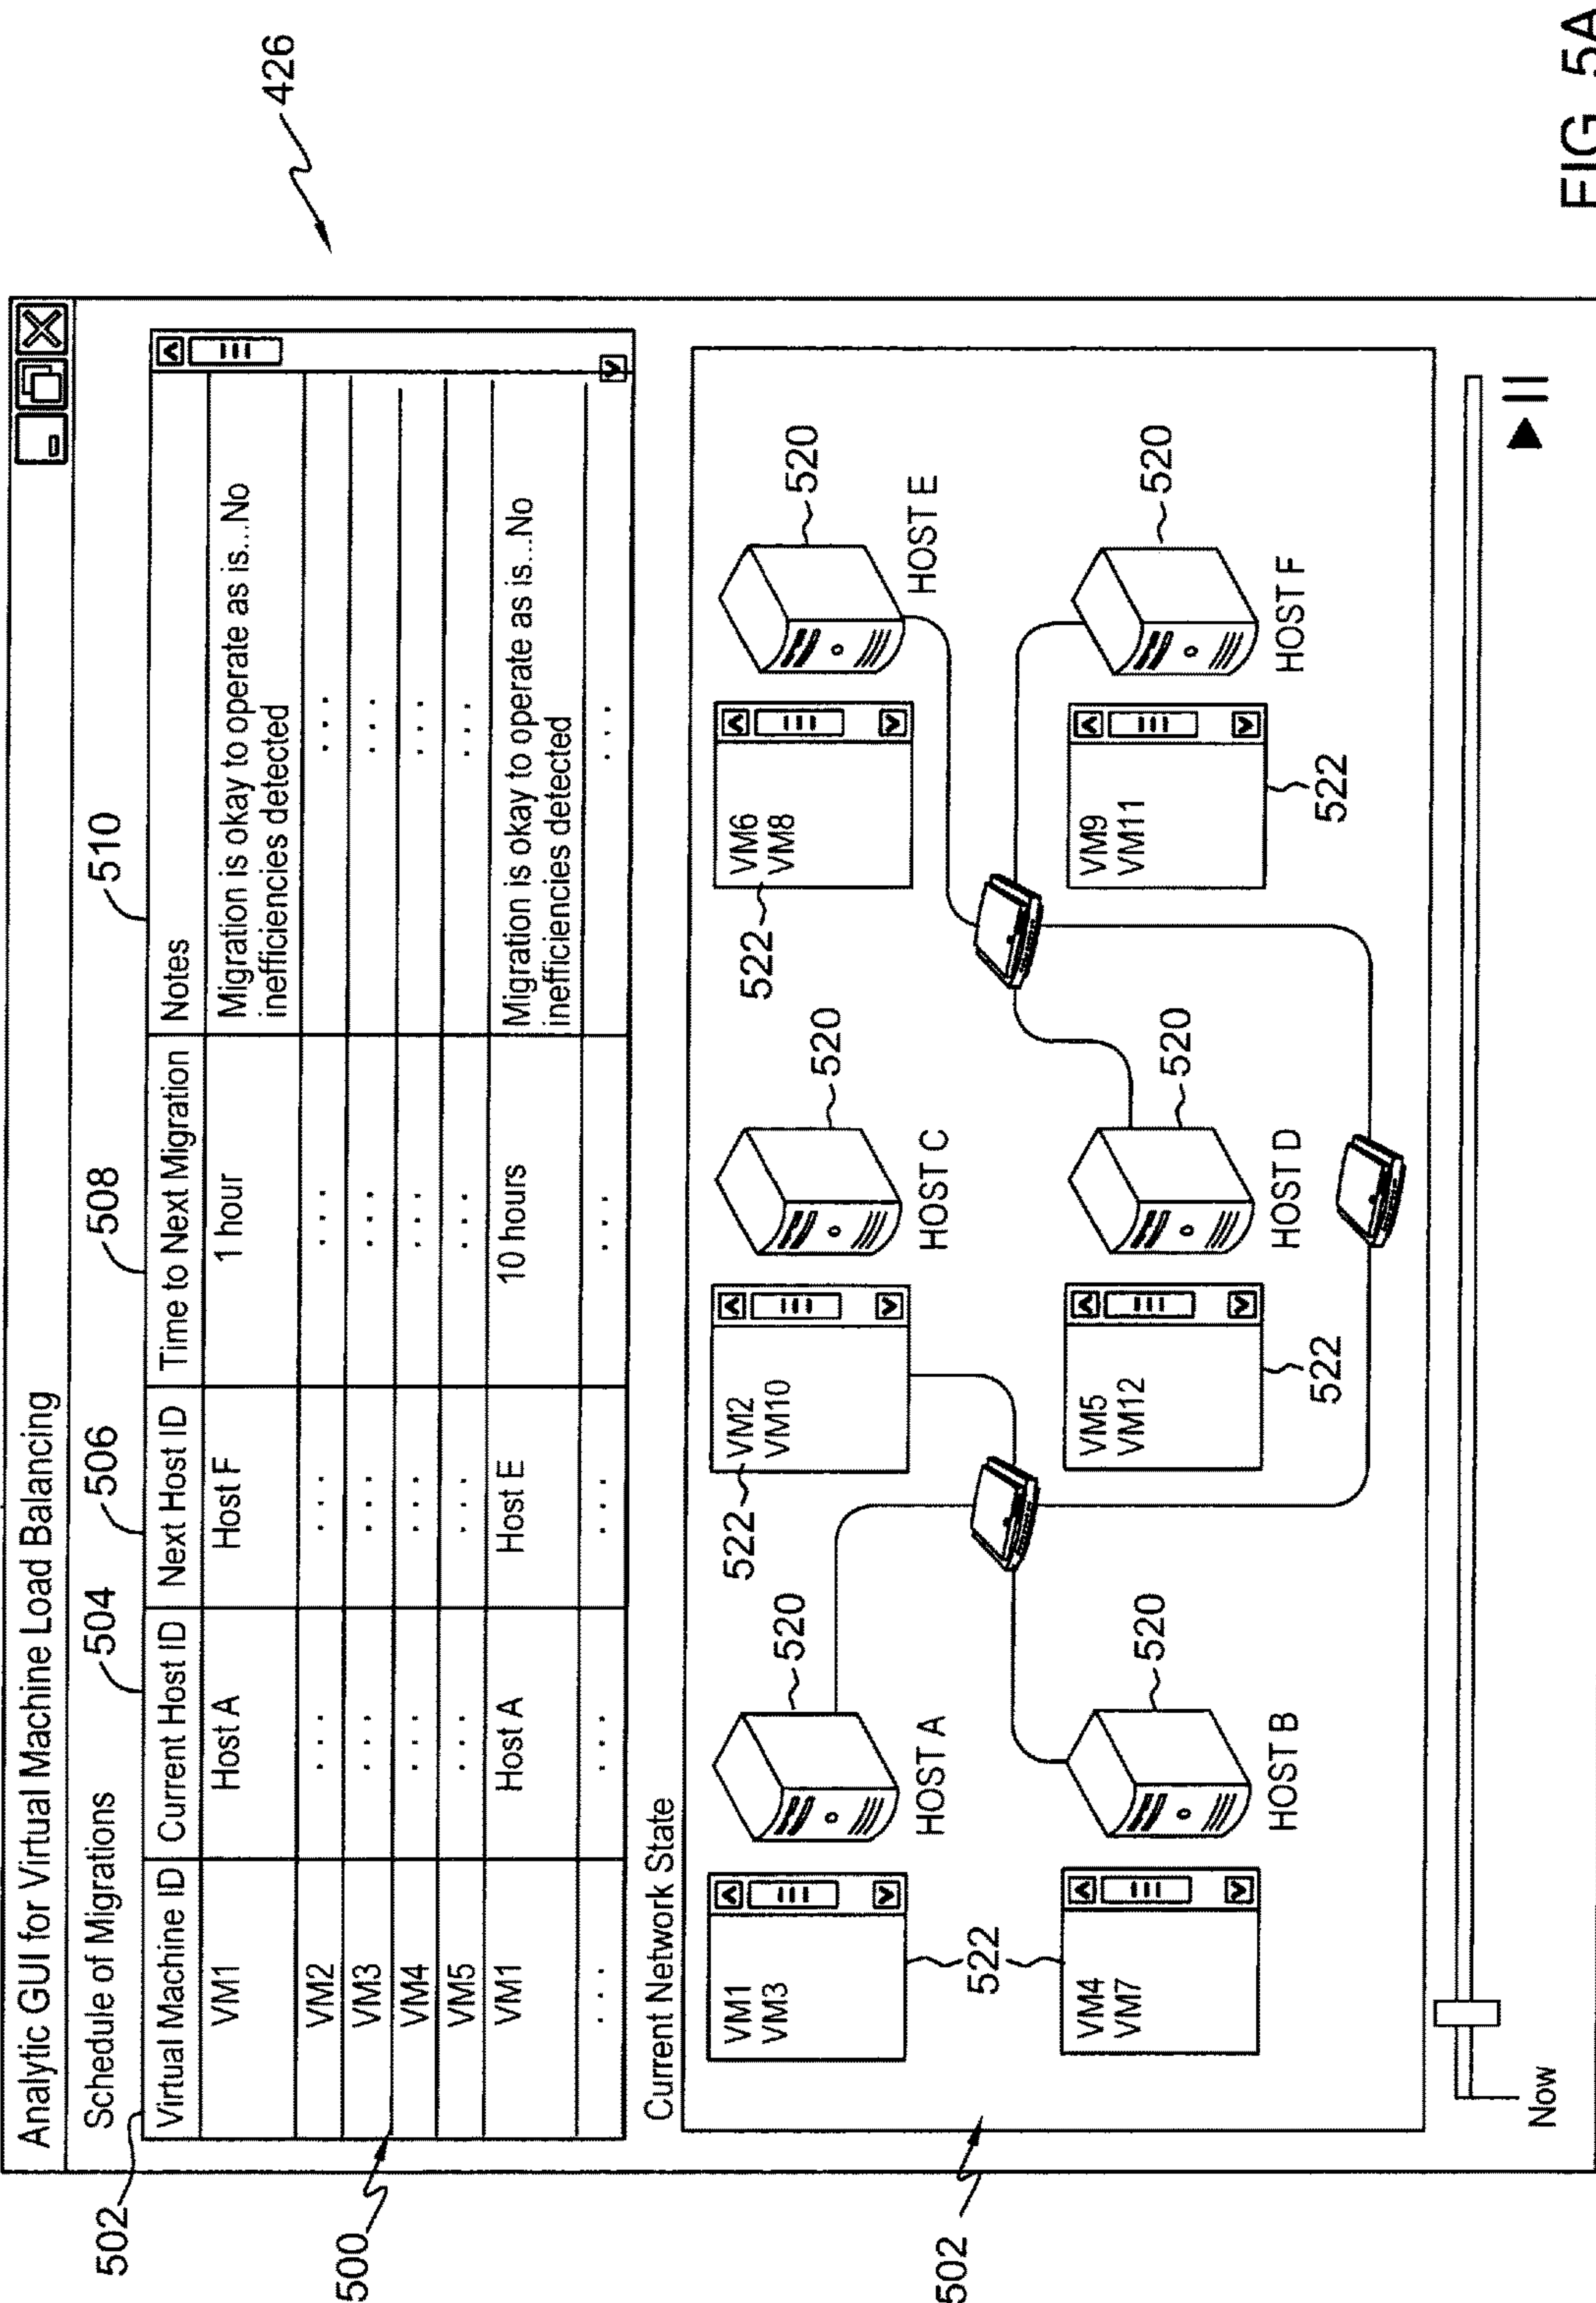 426
Analytic GUI for Virtual Machine Load Balancing
Schedule of Migrations
502
504
506
508
510
Virtual Machine ID Current Host ID Next Host ID Time to Next Migration Notes
VM1 Host A Host F 1 hour Migration is okay to operate as is...No
inefficiencies detected
VM2 ... ... ... ...
VM3 ... ... ... ...
VM4 ... ... ... ...
VM5 ... ... ... ...
VM1 Host A Host E 10 hours Migration is okay to operate as is...No
inefficiencies detected
... ... ... ... ...
500
Current Network State
502
VM1
VM3
522
520
HOST A
522
VM2
VM10
520
HOST C
522
VM6
VM8
520
HOST E
VM4
VM7
520
HOST B
VM5
VM12
522
520
HOST D
VM9
VM11
522
520
HOST F
Now
FIG. 5A